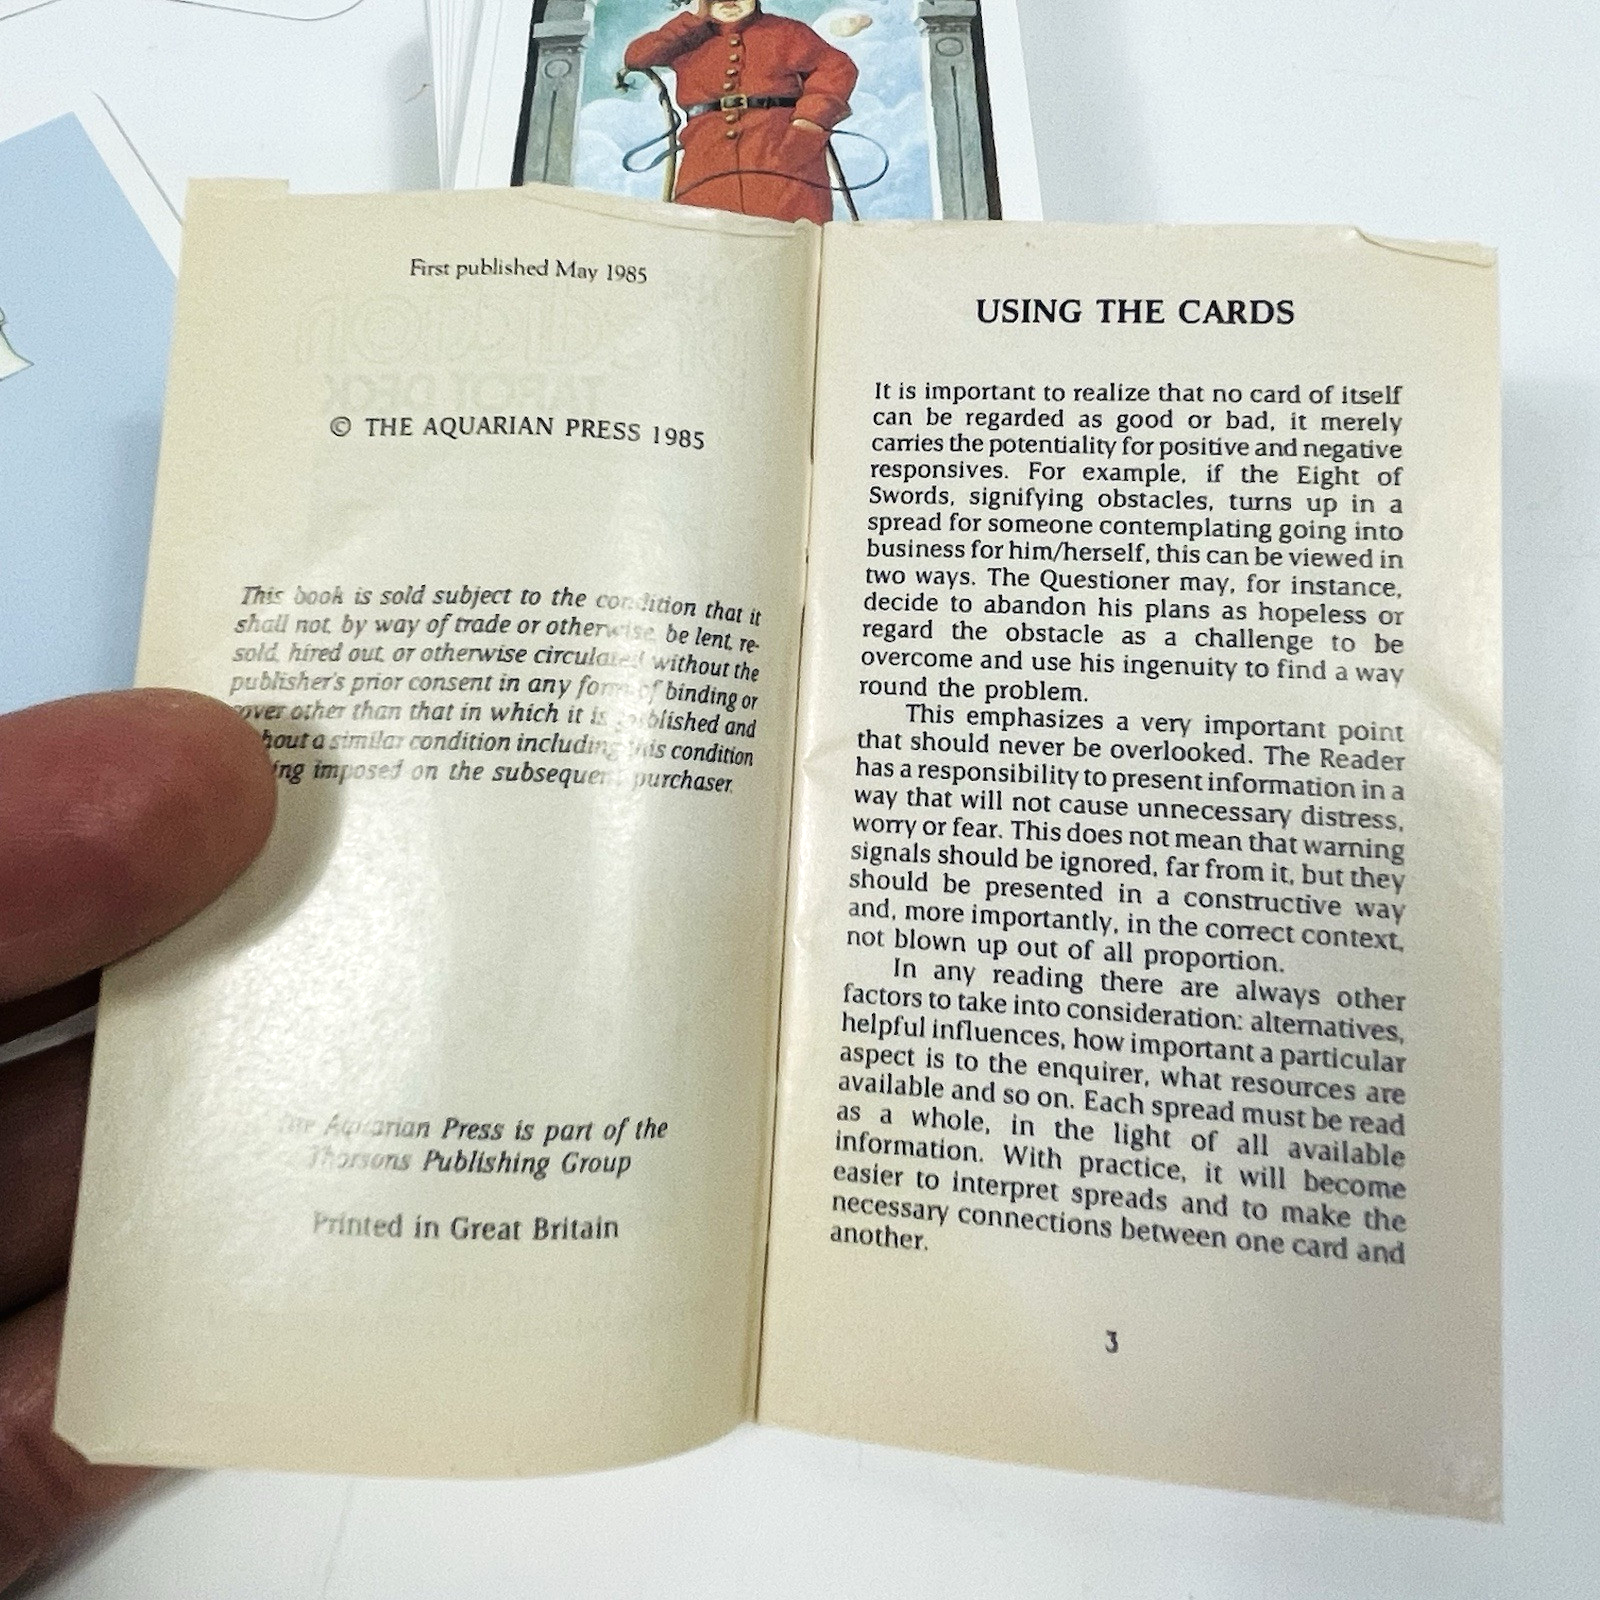 First published May 1985
© THE AQUARIAN PRESS 1985
This book is sold subject to the condition that it
shall not, by way of trade or otherwise, be lent, re-
sold, hired out, or otherwise circulated without the
publisher's prior consent in any form of binding or
cover other than that in which it is published and
hout a similar condition including this condition
ing imposed on the subsequent purchaser.
The Aquarian Press is part of the
Thorsons Publishing Group
Printed in Great Britain
USING THE CARDS
It is important to realize that no card of itself
can be regarded as good or bad, it merely
carries the potentiality for positive and negative
responsives. For example, if the Eight of
Swords, signifying obstacles, turns up in a
spread for someone contemplating going into
business for him/herself, this can be viewed in
two ways. The Questioner may, for instance,
decide to abandon his plans as hopeless or
regard the obstacle as a challenge to be
overcome and use his ingenuity to find a way
round the problem.
This emphasizes a very important point
that should never be overlooked. The Reader
has a responsibility to present information in a
way that will not cause unnecessary distress,
worry or fear. This does not mean that warning
signals should be ignored, far from it, but they
should be presented in a constructive way
and, more importantly, in the correct context,
not blown up out of all proportion.
In any reading there are always other
factors to take into consideration: alternatives,
helpful influences, how important a particular
aspect is to the enquirer, what resources are
available and so on. Each spread must be read
as a whole, in the light of all available
information. With practice, it will become
easier to interpret spreads and to make the
necessary connections between one card and
another.
3